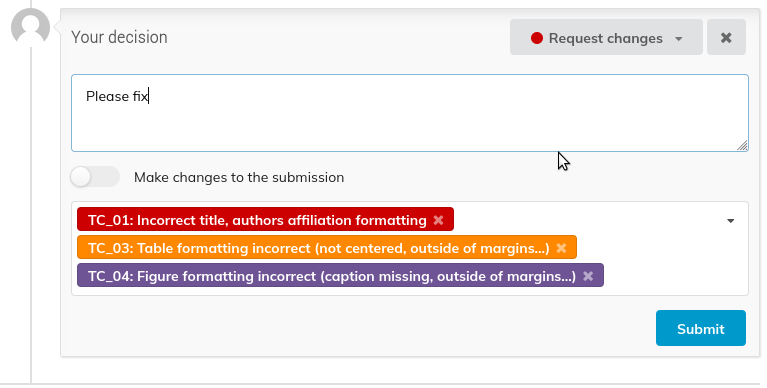 Your decision
Request changes
Please fix
Make changes to the submission
TC_01: Incorrect title, authors affiliation formatting
TC_03: Table formatting incorrect (not centered, outside of margins...)
TC_04: Figure formatting incorrect (caption missing, outside of margins...)
Submit